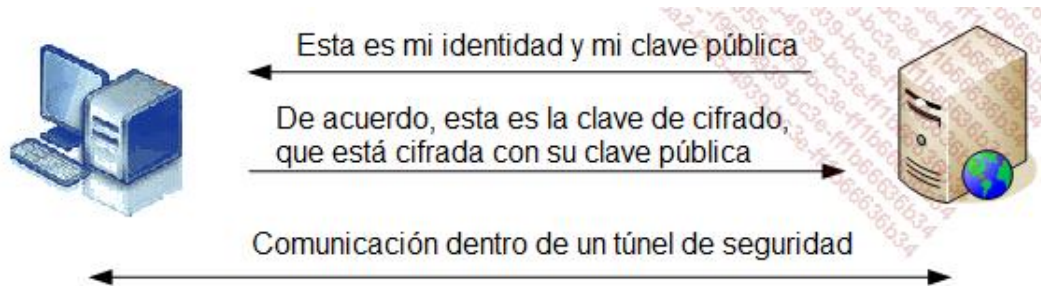 Esta es mi identidad y mi clave pública
De acuerdo, esta es la clave de cifrado,
que está cifrada con su clave pública
Comunicación dentro de un túnel de seguridad